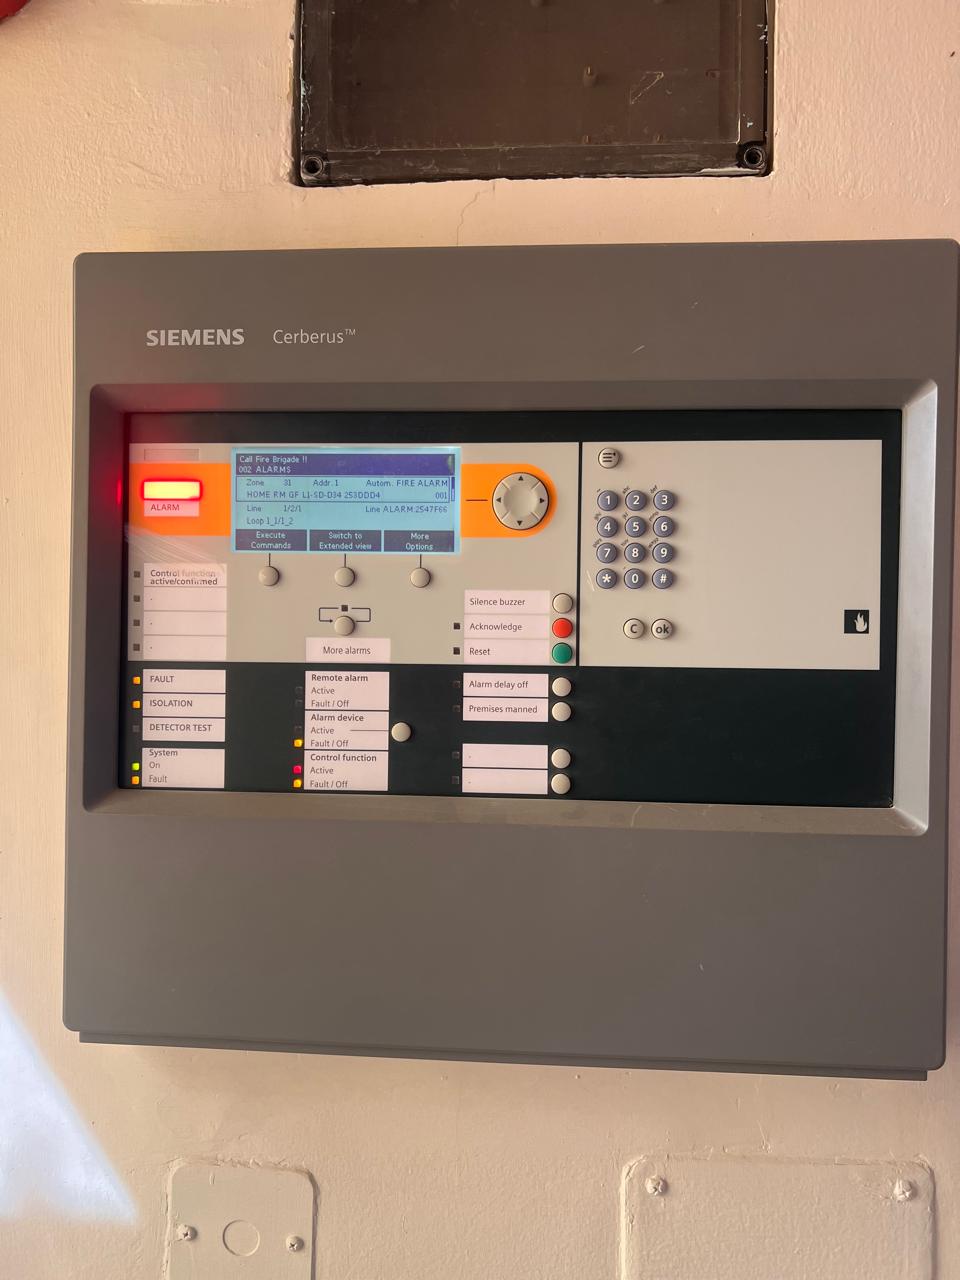 SIEMENS Cerberus™
Call Fire Brigade !!
002 ALARMS
Zone 31 Addr. 1 Autom. FIRE ALARM
HOME RM GF L1-SD-D34 253DDD4 001
Line 1/2/1 Line ALARM:2547F66
Loop 1_1/1_2
Execute Commands
Switch to Extended view
More Options
ALARM
Control function
active/confirmed
More alarms
Silence buzzer
Acknowledge
Reset
FAULT
ISOLATION
DETECTOR TEST
System
On
Fault
Remote alarm
Active
Fault / Off
Alarm device
Active
Fault / Off
Control function
Active
Fault / Off
Alarm delay off
Premises manned
1 2 abc 3 def
4 5 6
7 8 9
* 0 #
C ok